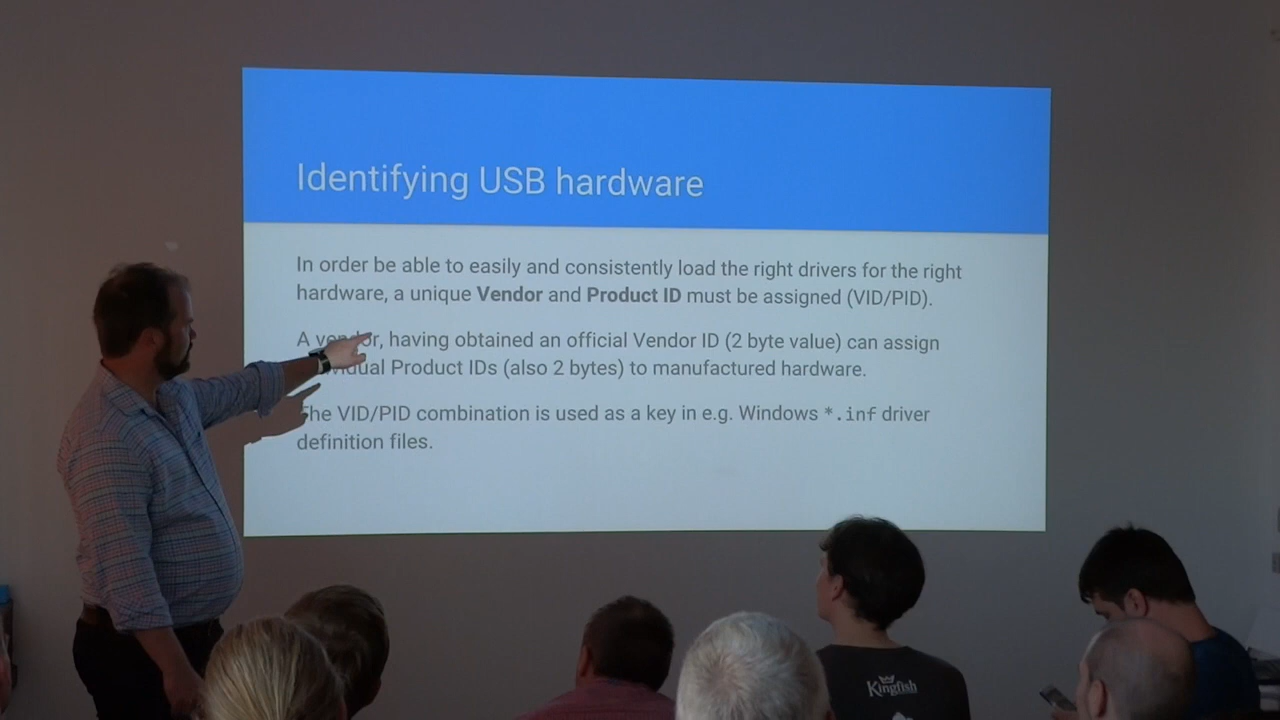 Identifying USB hardware
In order be able to easily and consistently load the right drivers for the right
hardware, a unique Vendor and Product ID must be assigned (VID/PID).
A vendor, having obtained an official Vendor ID (2 byte value) can assign
individual Product IDs (also 2 bytes) to manufactured hardware.
The VID/PID combination is used as a key in e.g. Windows *.inf driver
definition files.
Kingfish